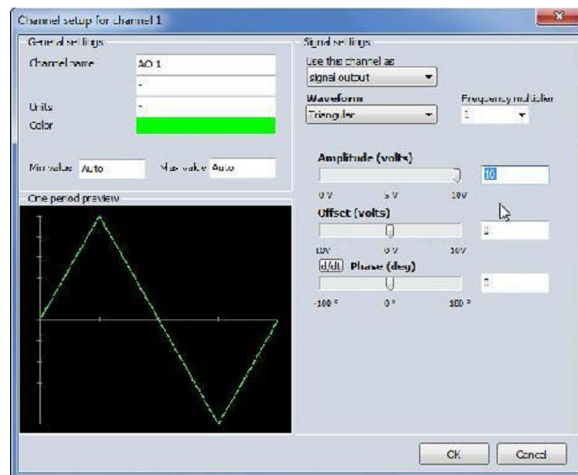 Channel setup for channel 1
General settings
Channel name AO 1
-
Units -
Color
Min value Auto Max value Auto
One period preview
Signal settings
Use this channel as
signal output
Waveform Frequency multiplier
Triangular 1
Amplitude (volts)
10
0 V 5 V 10V
Offset (volts)
0
10V 0 V 10V
d/dt Phase (deg)
0
-180 ° 0 ° 180 °
OK Cancel